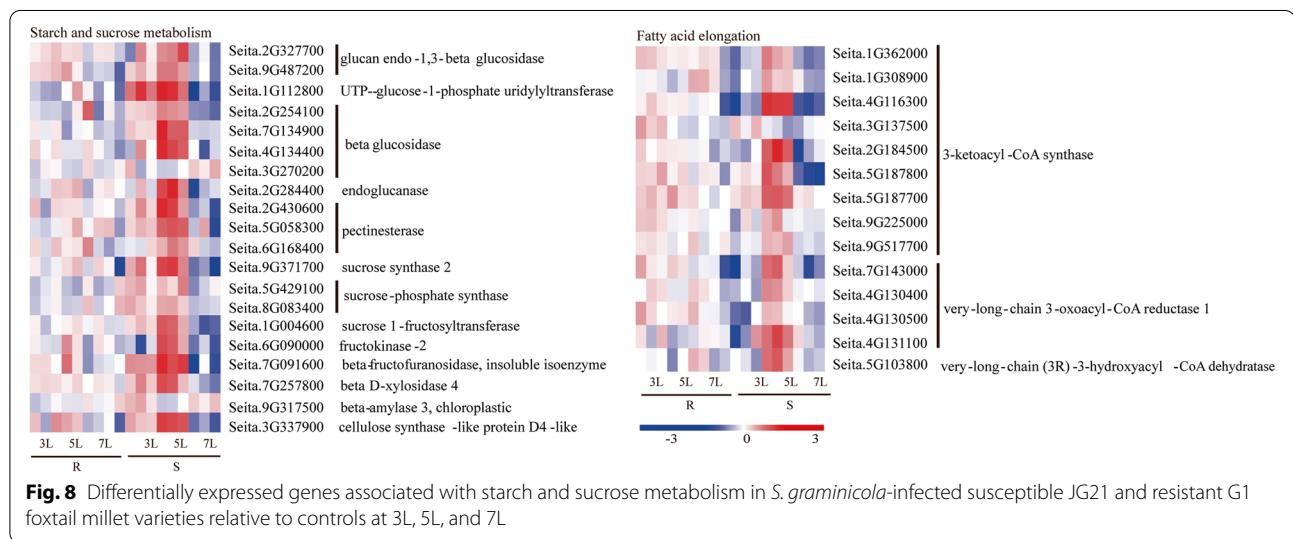 Starch and sucrose metabolism
Seita.2G327700
Seita.9G487200
glucan endo -1,3-beta glucosidase
Seita.1G112800 UTP--glucose-1-phosphate uridylyltransferase
Seita.2G254100
Seita.7G134900
Seita.4G134400
Seita.3G270200
beta glucosidase
Seita.2G284400 endoglucanase
Seita.2G430600
Seita.5G058300
Seita.6G168400
pectinesterase
Seita.9G371700 sucrose synthase 2
Seita.5G429100
Seita.8G083400
sucrose-phosphate synthase
Seita.1G004600 sucrose 1-fructosyltransferase
Seita.6G090000 fructokinase -2
Seita.7G091600 beta-fructofuranosidase, insoluble isoenzyme
Seita.7G257800 beta D-xylosidase 4
Seita.9G317500 beta-amylase 3, chloroplastic
Seita.3G337900 cellulose synthase -like protein D4 -like
3L 5L 7L 3L 5L 7L
R S
Fatty acid elongation
Seita.1G362000
Seita.1G308900
Seita.4G116300
Seita.3G137500
Seita.2G184500
Seita.5G187800
Seita.5G187700
Seita.9G225000
Seita.9G517700
3-ketoacyl -CoA synthase
Seita.7G143000
Seita.4G130400
Seita.4G130500
Seita.4G131100
very-long-chain 3-oxoacyl-CoA reductase 1
Seita.5G103800 very-long-chain (3R) -3-hydroxyacyl -CoA dehydratase
3L 5L 7L 3L 5L 7L
R S
-3 0 3
Fig. 8 Differentially expressed genes associated with starch and sucrose metabolism in S. graminicola-infected susceptible JG21 and resistant G1
foxtail millet varieties relative to controls at 3L, 5L, and 7L